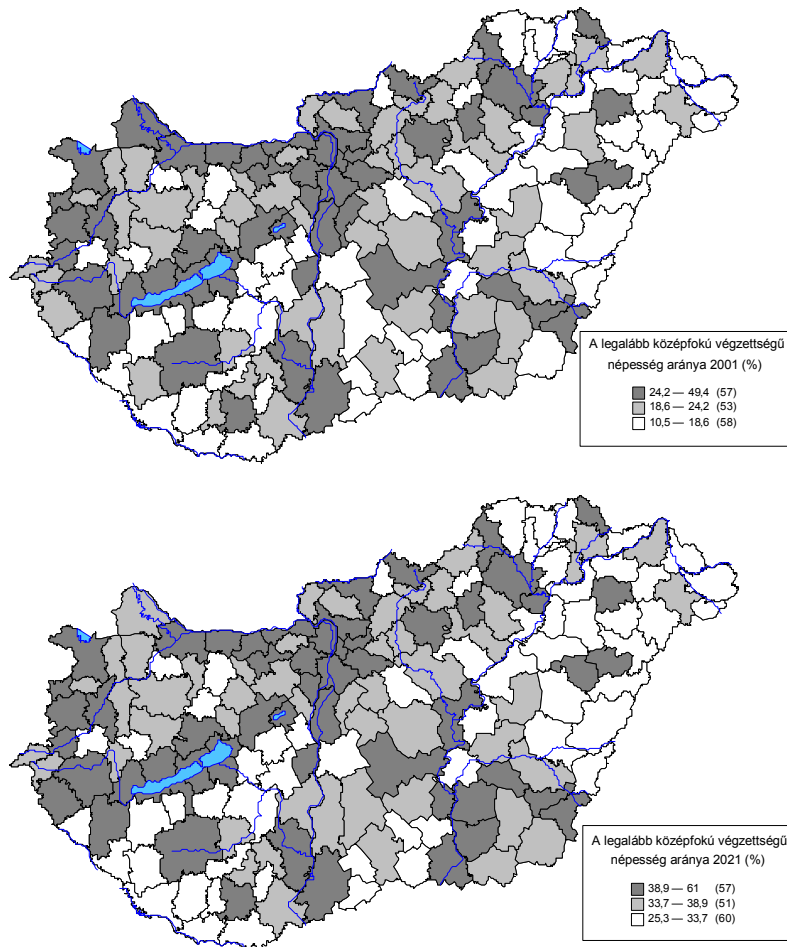 A legalább középfokú végzettségű
népesség aránya 2001 (%)
24,2 — 49,4 (57)
18,6 — 24,2 (53)
10,5 — 18,6 (58)
A legalább középfokú végzettségű
népesség aránya 2021 (%)
38,9 — 61 (57)
33,7 — 38,9 (51)
25,3 — 33,7 (60)